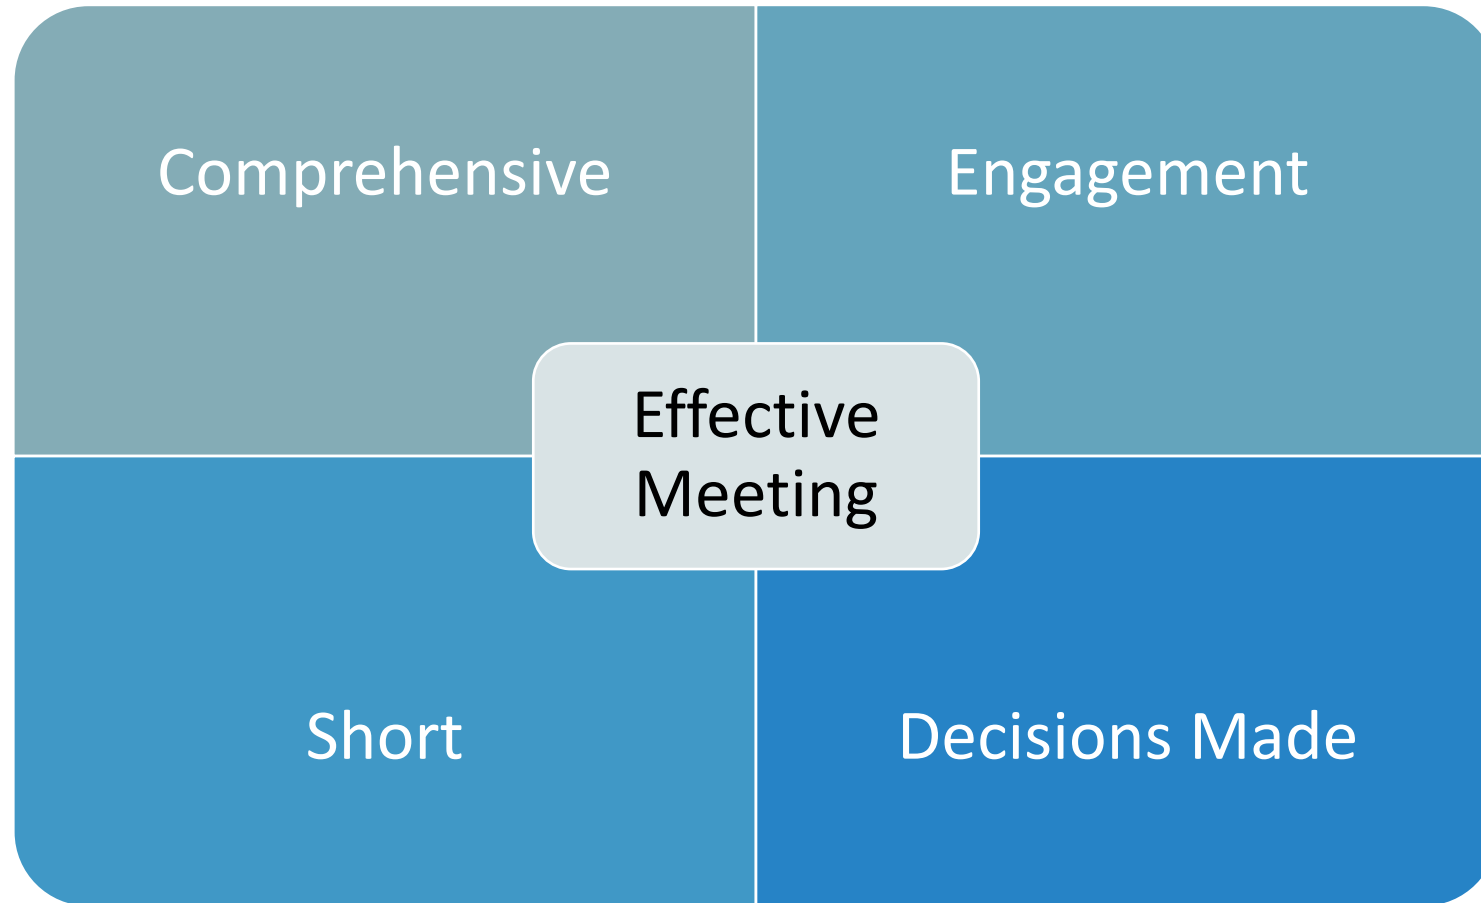 Comprehensive
Engagement
Effective
Meeting
Short
Decisions Made